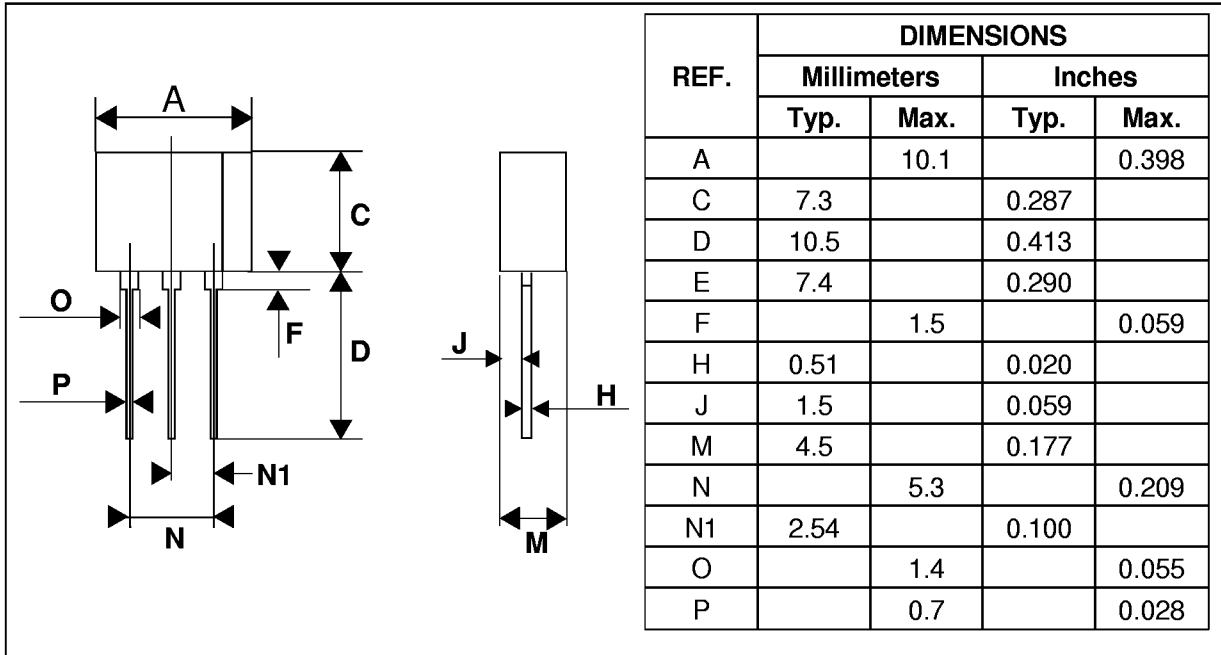 A
C
O
F
D
P
N1
N
J
H
M
REF. DIMENSIONS
Millimeters Inches
Typ. Max. Typ. Max.
A 10.1 0.398
C 7.3 0.287
D 10.5 0.413
E 7.4 0.290
F 1.5 0.059
H 0.51 0.020
J 1.5 0.059
M 4.5 0.177
N 5.3 0.209
N1 2.54 0.100
O 1.4 0.055
P 0.7 0.028